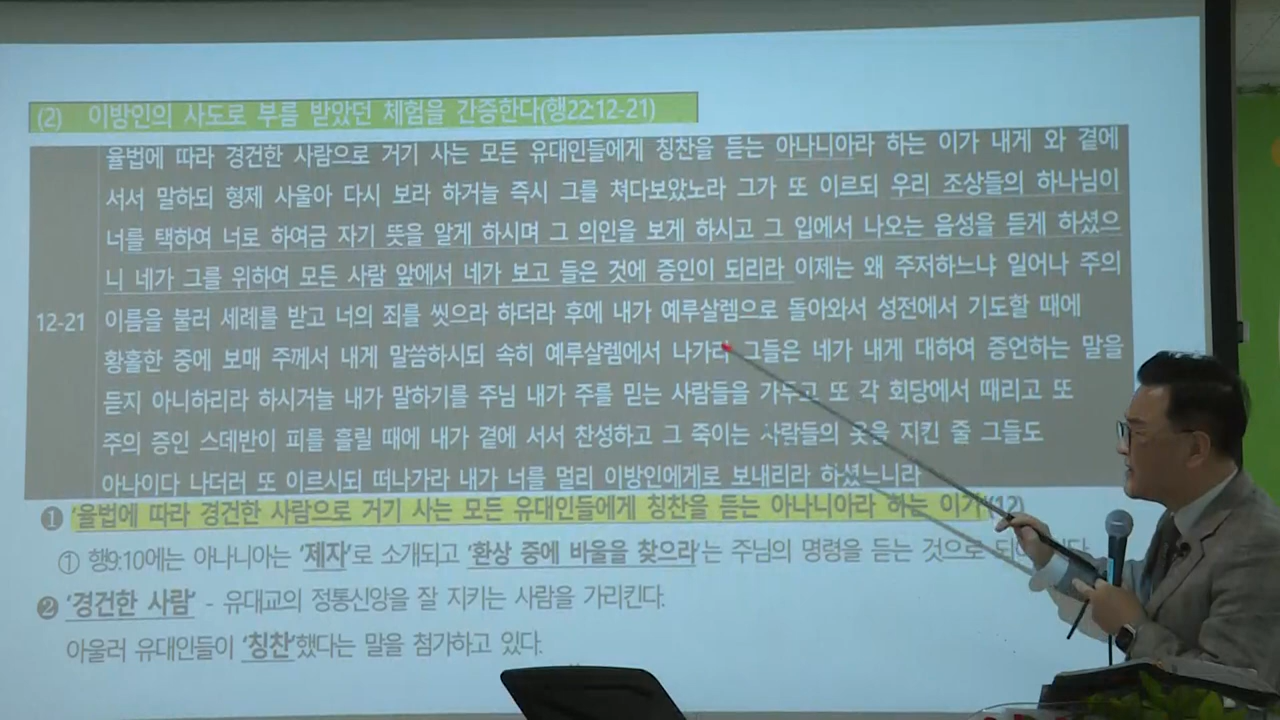 (2) 이방인의 사도로 부름 받았던 체험을 간증한다(행22:12-21)
율법에 따라 경건한 사람으로 거기 사는 모든 유대인들에게 칭찬을 듣는 아나니아라 하는 이가 내게 와 곁에
서서 말하되 형제 사울아 다시 보라 하거늘 즉시 그를 쳐다보았노라 그가 또 이르되 우리 조상들의 하나님이
너를 택하여 너로 하여금 자기 뜻을 알게 하시며 그 의인을 보게 하시고 그 입에서 나오는 음성을 듣게 하셨으
니 네가 그를 위하여 모든 사람 앞에서 네가 보고 들은 것에 증인이 되리라 이제는 왜 주저하느냐 일어나 주의
12-21 이름을 불러 세례를 받고 너의 죄를 씻으라 하더라 후에 내가 예루살렘으로 돌아와서 성전에서 기도할 때에
황홀한 중에 보매 주께서 내게 말씀하시되 속히 예루살렘에서 나가라 그들은 네가 내게 대하여 증언하는 말을
듣지 아니하리라 하시거늘 내가 말하기를 주님 내가 주를 믿는 사람들을 가두고 또 각 회당에서 때리고 또
주의 증인 스데반이 피를 흘릴 때에 내가 곁에 서서 찬성하고 그 죽이는 사람들의 옷을 지킨 줄 그들도
아나이다 나더러 또 이르시되 떠나가라 내가 너를 멀리 이방인에게로 보내리라 하셨느니라
❶ '율법에 따라 경건한 사람으로 거기 사는 모든 유대인들에게 칭찬을 듣는 아나니아라 하는 이가'(12)
① 행9:10에는 아나니아는 '제자'로 소개되고 '환상 중에 바울을 찾으라'는 주님의 명령을 듣는 것으로
❷ '경건한 사람' - 유대교의 정통신앙을 잘 지키는 사람을 가리킨다.
아울러 유대인들이 '칭찬'했다는 말을 첨가하고 있다.